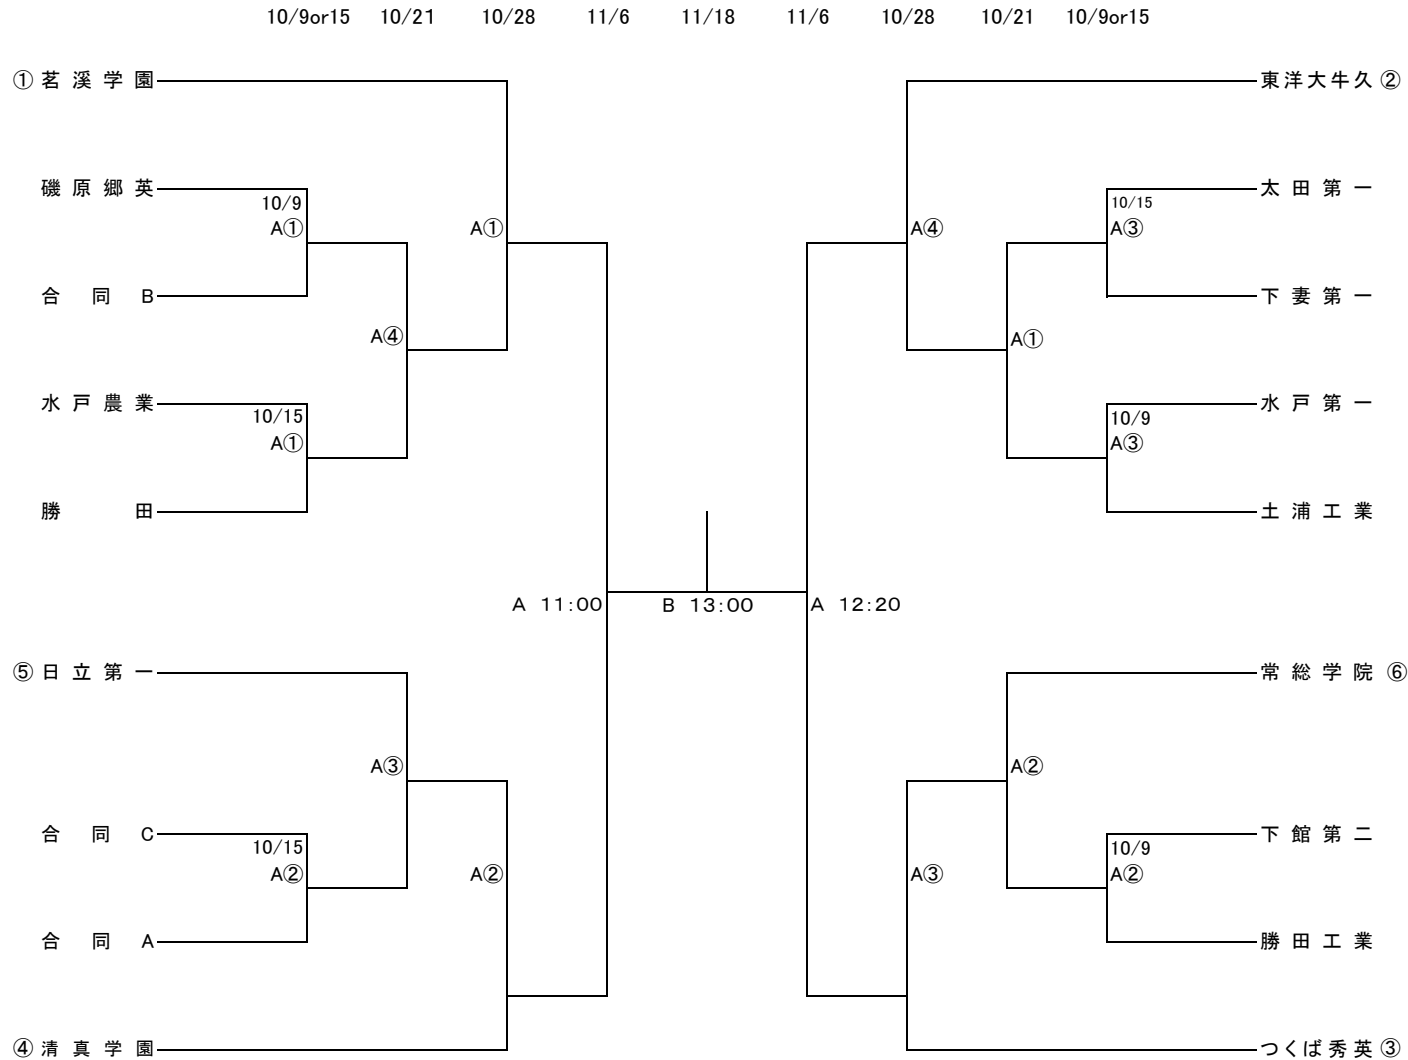 10/9or15 10/21 10/28 11/6 11/18 11/6 10/28 10/21 10/9or15
①茗溪学園 東洋大牛久②
磯原郷英 太田第一
10/9 10/15
A① A① A④ A③
合同B 下妻第一
A④ A①
水戸農業 水戸第一
10/15 10/9
A① A③
勝田 土浦工業
A 11:00 B 13:00 A 12:20
⑤日立第一 常総学院⑥
A③ A②
合同C 下館第二
10/15 10/9
A② A② A③ A②
合同A 勝田工業
④清真学園 つくば秀英③